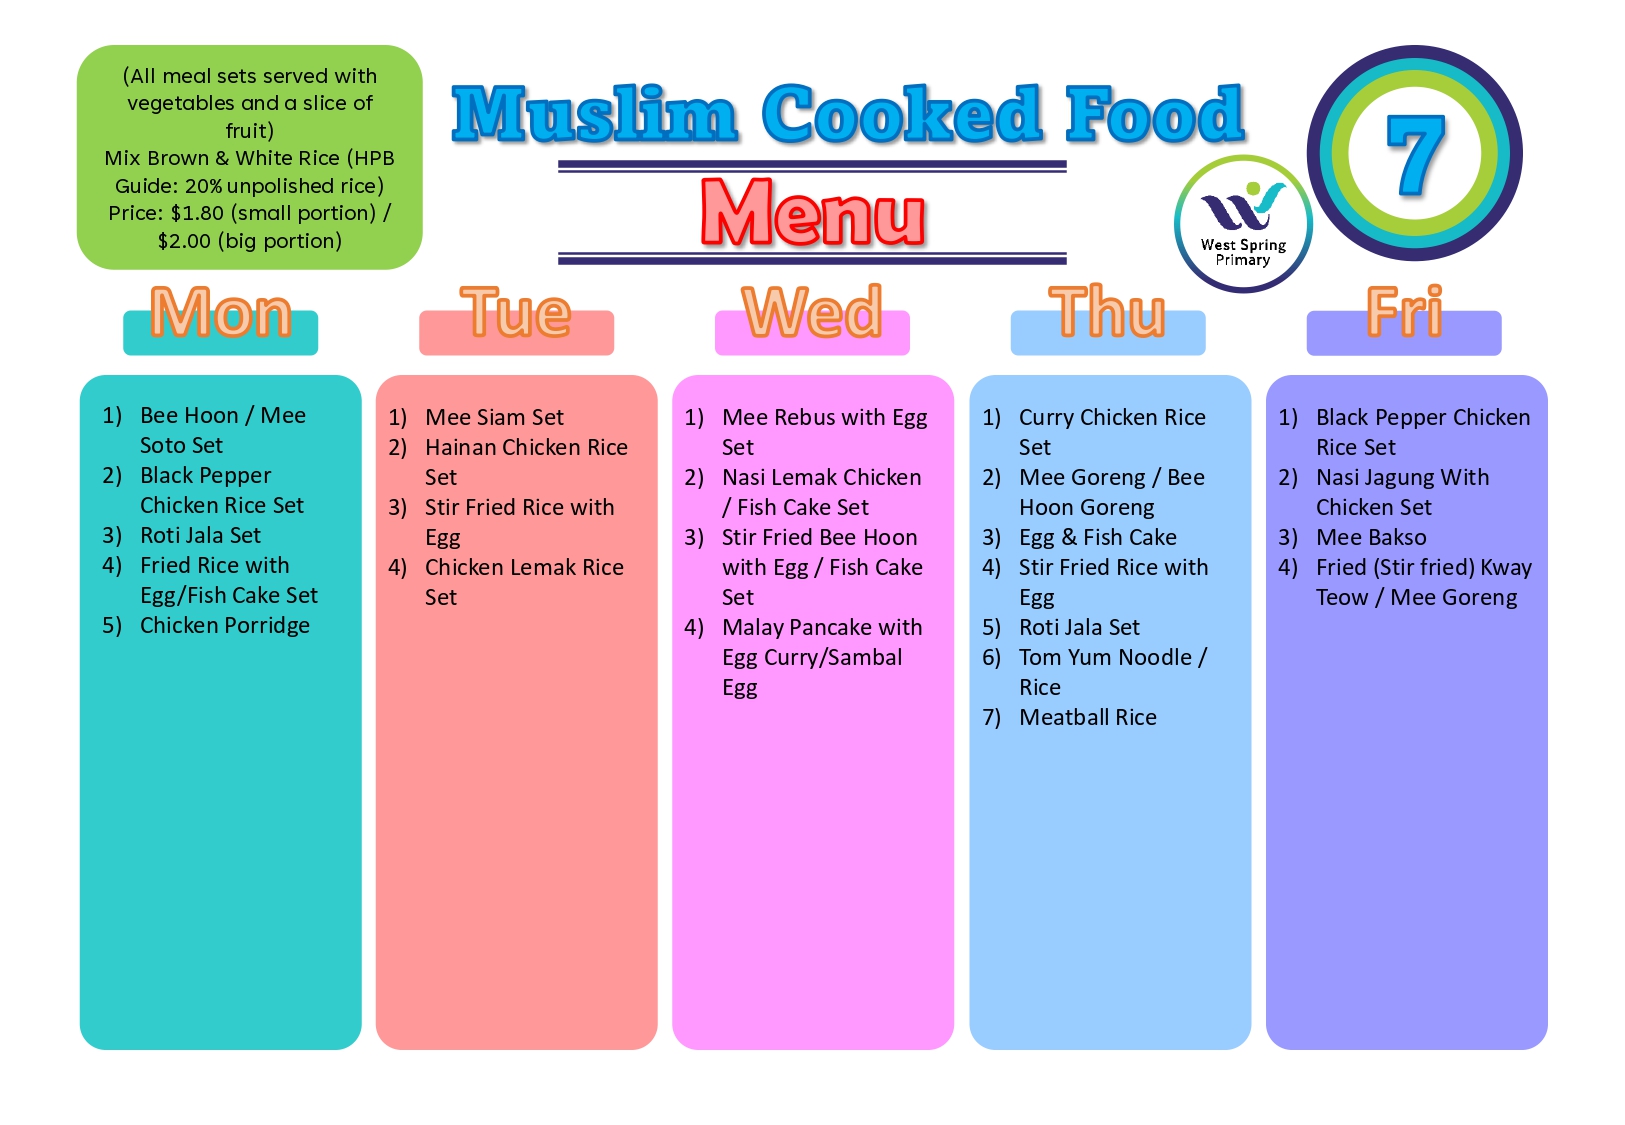 (All meal sets served with
vegetables and a slice of
fruit)
Mix Brown & White Rice (HPB
Guide: 20% unpolished rice)
Price: $1.80 (small portion) /
$2.00 (big portion)
Muslim Cooked Food
Menu
West Spring
Primary
7
Mon
1) Bee Hoon / Mee
Soto Set
2) Black Pepper
Chicken Rice Set
3) Roti Jala Set
4) Fried Rice with
Egg/Fish Cake Set
5) Chicken Porridge
Tue
1) Mee Siam Set
2) Hainan Chicken Rice
Set
3) Stir Fried Rice with
Egg
4) Chicken Lemak Rice
Set
Wed
1) Mee Rebus with Egg
Set
2) Nasi Lemak Chicken
/ Fish Cake Set
3) Stir Fried Bee Hoon
with Egg / Fish Cake
Set
4) Malay Pancake with
Egg Curry/Sambal
Egg
Thu
1) Curry Chicken Rice
Set
2) Mee Goreng / Bee
Hoon Goreng
3) Egg & Fish Cake
4) Stir Fried Rice with
Egg
5) Roti Jala Set
6) Tom Yum Noodle /
Rice
7) Meatball Rice
Fri
1) Black Pepper Chicken
Rice Set
2) Nasi Jagung With
Chicken Set
3) Mee Bakso
4) Fried (Stir fried) Kway
Teow / Mee Goreng